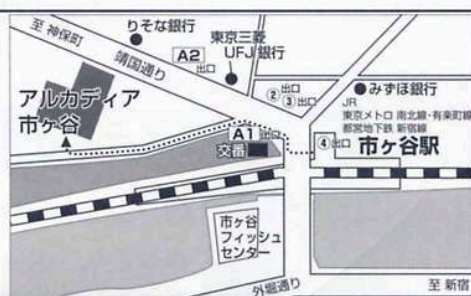 至 神保町
りそな銀行
靖国通り
A2
出口
東京三菱
UFJ銀行
②出口
③出口
みずほ銀行
JR
東京メトロ 南北線・有楽町線
都営地下鉄 新宿線
アルカディア
市ヶ谷
A1 出口
交番
④出口
市ヶ谷駅
市ヶ谷
フィッシュ
センター
外堀通り
至 新宿